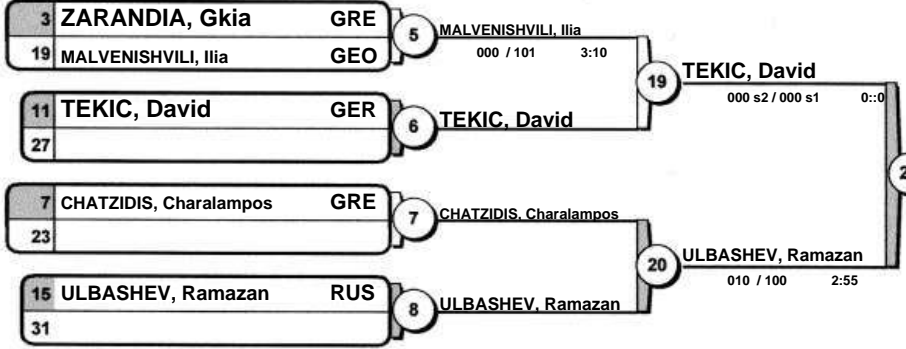 3 ZARANDIA, Gkia GRE
19 MALVENISHVILI, Ilia GEO
5
MALVENISHVILI, Ilia
000 / 101 3:10
11 TEKIC, David GER
27
6
TEKIC, David
19
TEKIC, David
000 s2 / 000 s1 0::0
7 CHATZIDIS, Charalampos GRE
23
7
CHATZIDIS, Charalampos
15 ULBASHEV, Ramazan RUS
31
8
ULBASHEV, Ramazan
20
ULBASHEV, Ramazan
010 / 100 2:55